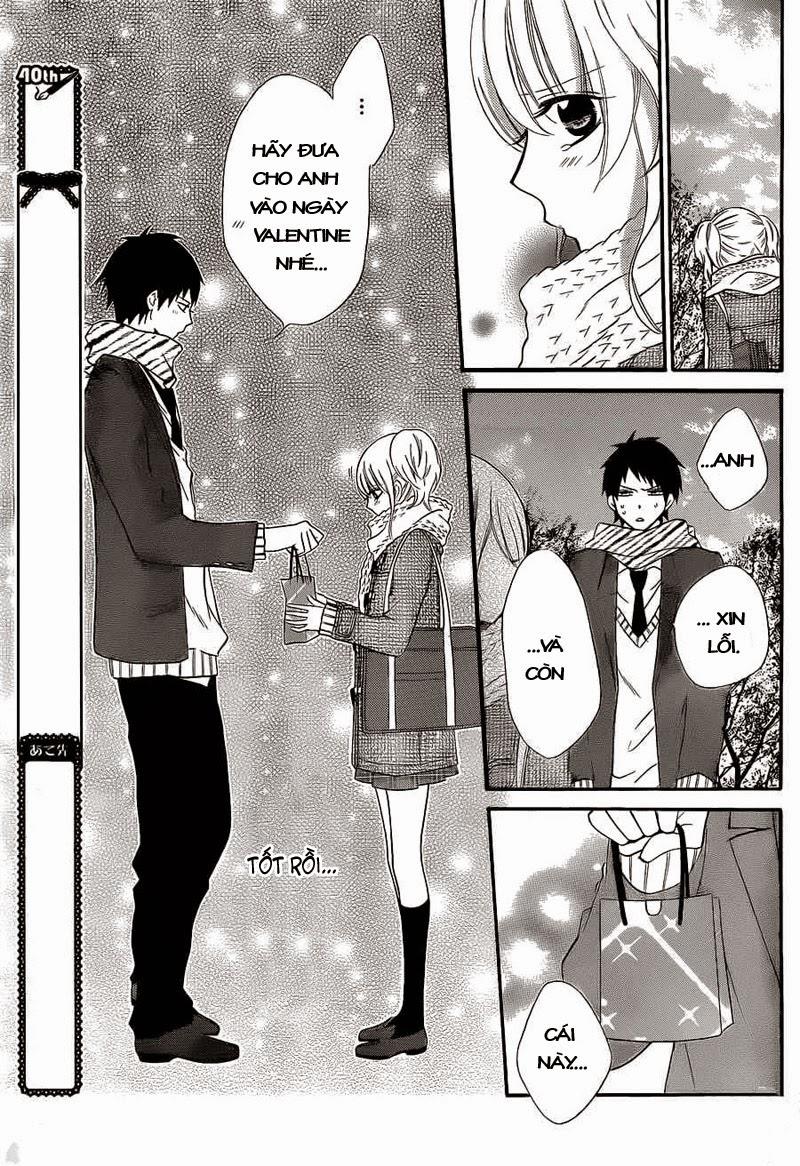 ...ANH
... XIN
LỖI.
...VÀ
CÒN
CÁI
NÀY....
...
HÃY ĐƯA
CHO ANH
VÀO NGÀY
VALENTINE
NHÉ...
TỐT RỒI...
40th